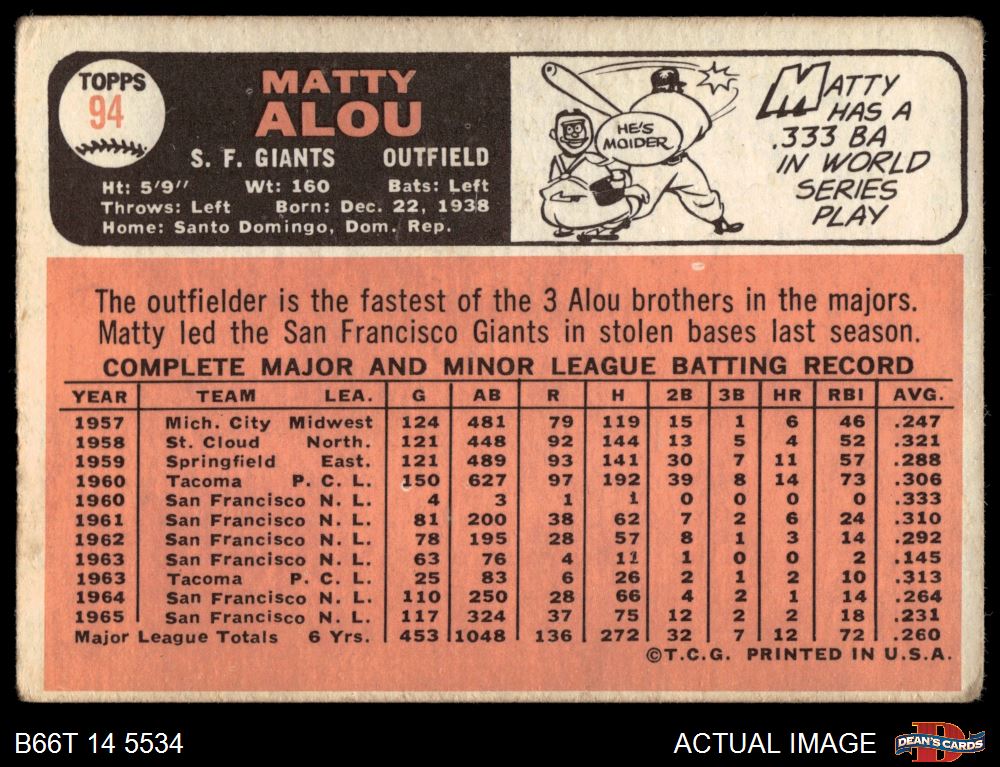 TOPPS
94
MATTY
ALOU
S. F. GIANTS OUTFIELD
Ht: 5'9" Wt: 160 Bats: Left
Throws: Left Born: Dec. 22, 1938
Home: Santo Domingo, Dom. Rep.
HE'S
MOIDER
MATTY
HAS A
.333 BA
IN WORLD
SERIES
PLAY
The outfielder is the fastest of the 3 Alou brothers in the majors.
Matty led the San Francisco Giants in stolen bases last season.
COMPLETE MAJOR AND MINOR LEAGUE BATTING RECORD
YEAR TEAM LEA. G AB R H 2B 3B HR RBI AVG.
1957 Mich. City Midwest 124 481 79 119 15 1 6 46 .247
1958 St. Cloud North. 121 448 92 144 13 5 4 52 .321
1959 Springfield East. 121 489 93 141 30 7 11 57 .288
1960 Tacoma P. C. L. 150 627 97 192 39 8 14 73 .306
1960 San Francisco N. L. 4 3 1 1 0 0 0 0 .333
1961 San Francisco N. L. 81 200 38 62 7 2 6 24 .310
1962 San Francisco N. L. 78 195 28 57 8 1 3 14 .292
1963 San Francisco N. L. 63 76 4 11 1 0 0 2 .145
1963 Tacoma P. C. L. 25 83 6 26 2 1 2 10 .313
1964 San Francisco N. L. 110 250 28 66 4 2 1 14 .264
1965 San Francisco N. L. 117 324 37 75 12 2 2 18 .231
Major League Totals 6 Yrs. 453 1048 136 272 32 7 12 72 .260
©T.C.G. PRINTED IN U.S.A.
B66T 14 5534
ACTUAL IMAGE
DEAN'S CARDS